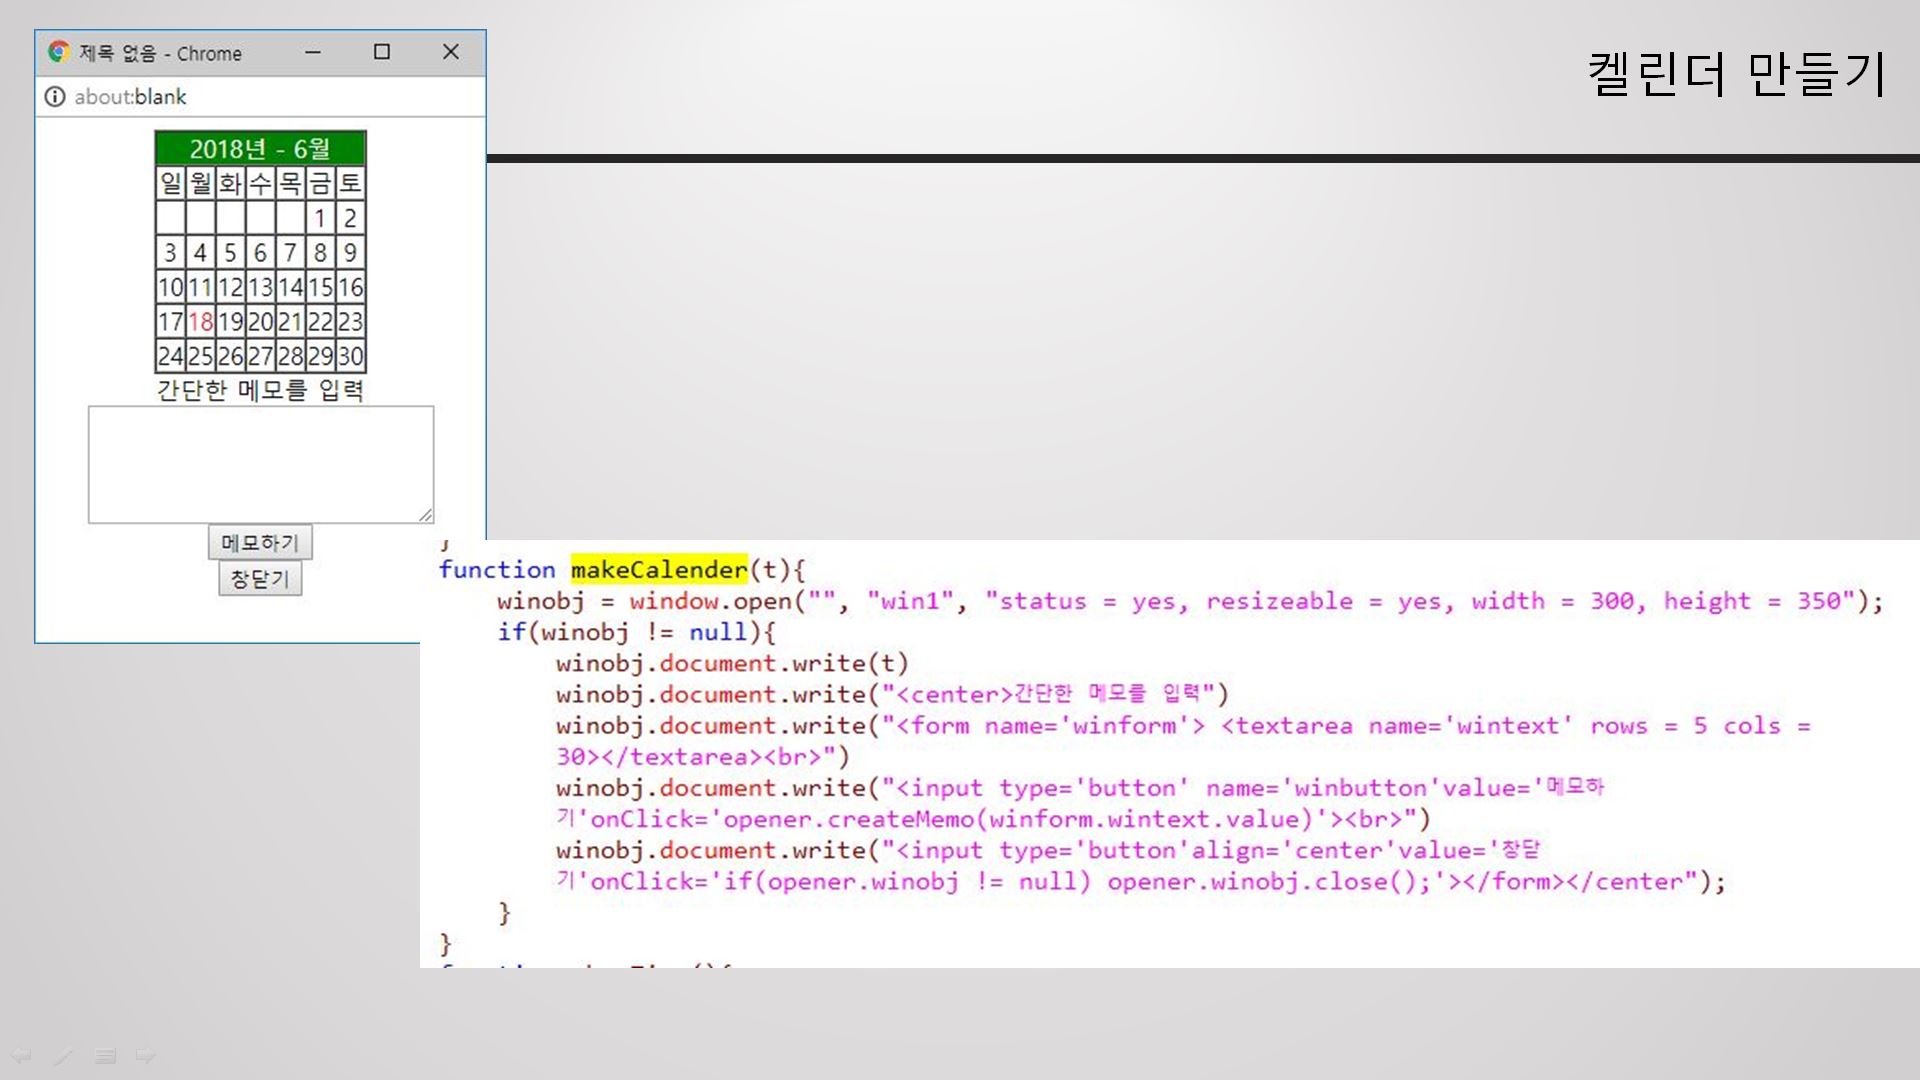 제목 없음 - Chrome
about:blank
켈린더 만들기
2018년 - 6월
일 월 화 수 목 금 토
1 2
3 4 5 6 7 8 9
10 11 12 13 14 15 16
17 18 19 20 21 22 23
24 25 26 27 28 29 30
간단한 메모를 입력
메모하기
창닫기
}
function makeCalender(t){
winobj = window.open("", "win1", "status = yes, resizeable = yes, width = 300, height = 350");
if(winobj != null){
winobj.document.write(t)
winobj.document.write("<center>간단한 메모를 입력")
winobj.document.write("<form name='winform'> <textarea name='wintext' rows = 5 cols =
30></textarea><br>")
winobj.document.write("<input type='button' name='winbutton'value='메모하
기'onClick='opener.createMemo(winform.wintext.value)'><br>")
winobj.document.write("<input type='button'align='center'value='창닫
기'onClick='if(opener.winobj != null) opener.winobj.close();'></form></center");
}
}